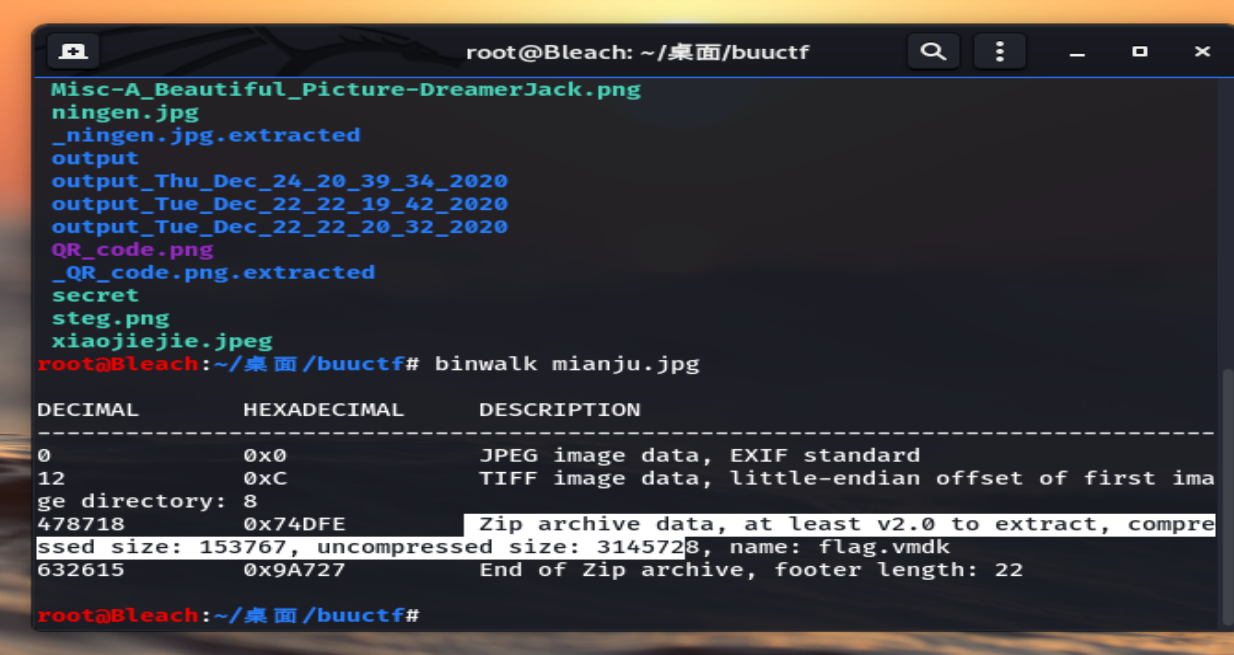 root@Bleach: ~/桌面/buuctf
Misc-A_Beautiful_Picture-DreamerJack.png
ningen.jpg
_ningen.jpg.extracted
output
output_Thu_Dec_24_20_39_34_2020
output_Tue_Dec_22_22_19_42_2020
output_Tue_Dec_22_22_20_32_2020
QR_code.png
_QR_code.png.extracted
secret
steg.png
xiaojiejie.jpeg
root@Bleach:~/桌面/buuctf# binwalk mianju.jpg
DECIMAL       HEXADECIMAL     DESCRIPTION
--------------------------------------------------------------------------------
0             0x0             JPEG image data, EXIF standard
12            0xC             TIFF image data, little-endian offset of first ima
ge directory: 8
478718        0x74DFE         Zip archive data, at least v2.0 to extract, compre
ssed size: 153767, uncompressed size: 3145728, name: flag.vmdk
632615        0x9A727         End of Zip archive, footer length: 22
root@Bleach:~/桌面/buuctf#